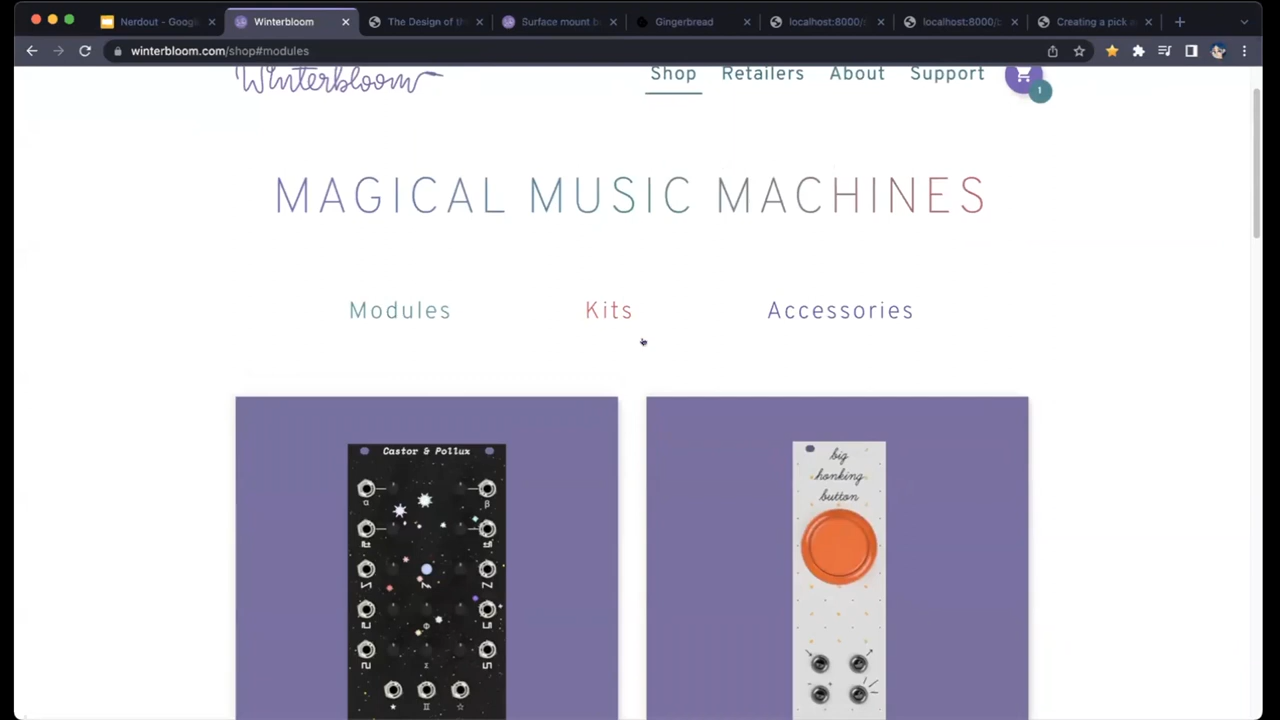 Nerdout - Googl
Winterbloom
The Design of th
Surface mount b
Gingerbread
localhost:8000/
localhost:8000/
Creating a pick
winterbloom.com/shop#modules
Winterbloom
Shop
Retailers
About
Support
1
MAGICAL MUSIC MACHINES
Modules
Kits
Accessories
Castor & Pollux
α
β
big
honking
button